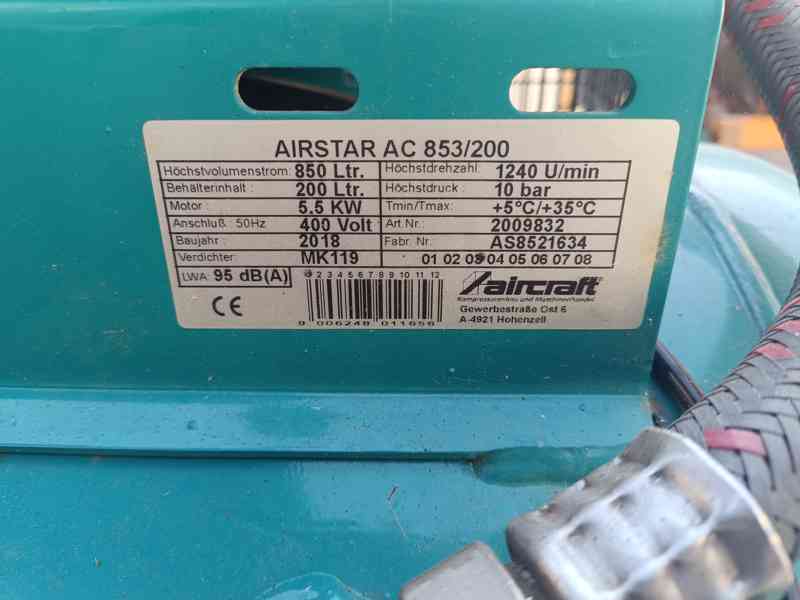 AIRSTAR AC 853/200
Höchstvolumenstrom: 850 Ltr. Höchstdrehzahl: 1240 U/min
Behälterinhalt : 200 Ltr. Höchstdruck : 10 bar
Motor : 5.5 KW Tmin/Tmax: +5°C/+35°C
Anschluß: 50Hz 400 Volt Art.Nr.: 2009832
Baujahr : 2018 Fabr. Nr. AS8521634
Verdichter MK119 01 02 03 04 05 06 07 08
LWA: 95 dB(A) 2 3 4 5 6 7 8 9 10 11 12 aircraft
Kompressorenbau und Maschinenhandel
CE Gewerbestraße Ost 6
9 006248 011656 A-4921 Hohenzell